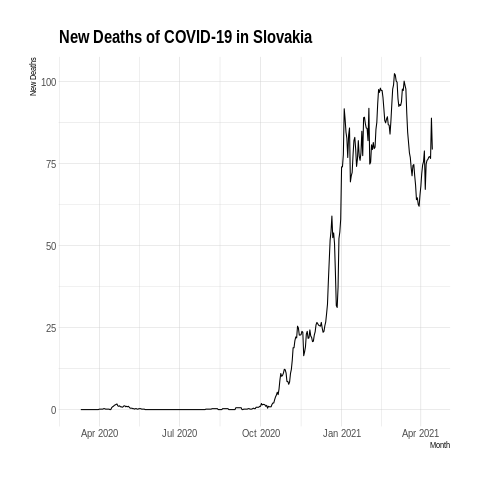 New Deaths of COVID-19 in Slovakia
New Deaths
100
75
50
25
0
Apr 2020 Jul 2020 Oct 2020 Jan 2021 Apr 2021
Month